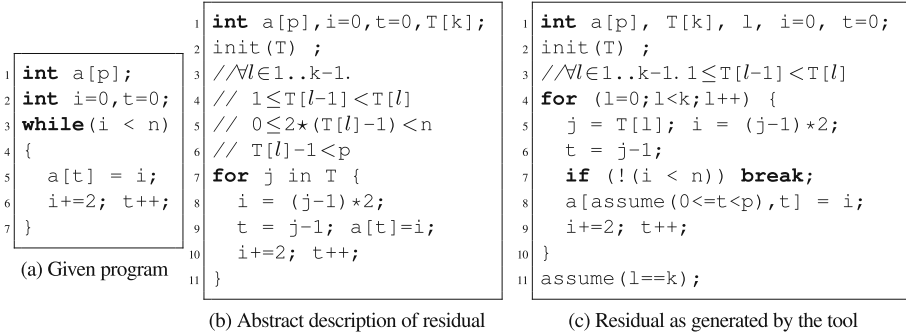 1 int a[p];
2 int i=0,t=0;
3 while(i < n)
4 {
5 a[t] = i;
6 i+=2; t++;
7 }
(a) Given program
1 int a[p],i=0,t=0,T[k];
2 init(T) ;
3 //∀l∈1..k-1.
4 // 1≤T[l-1]<T[l]
5 // 0≤2*(T[l]-1)<n
6 // T[l]-1<p
7 for j in T {
8 i = (j-1)*2;
9 t = j-1; a[t]=i;
10 i+=2; t++;
11 }
(b) Abstract description of residual
1 int a[p], T[k], l, i=0, t=0;
2 init(T) ;
3 //∀l∈1..k-1. 1≤T[l-1]<T[l]
4 for (l=0;l<k;l++) {
5 j = T[l]; i = (j-1)*2;
6 t = j-1;
7 if (!(i < n)) break;
8 a[assume(0<=t<p),t] = i;
9 i+=2; t++;
10 }
11 assume(l==k);
(c) Residual as generated by the tool